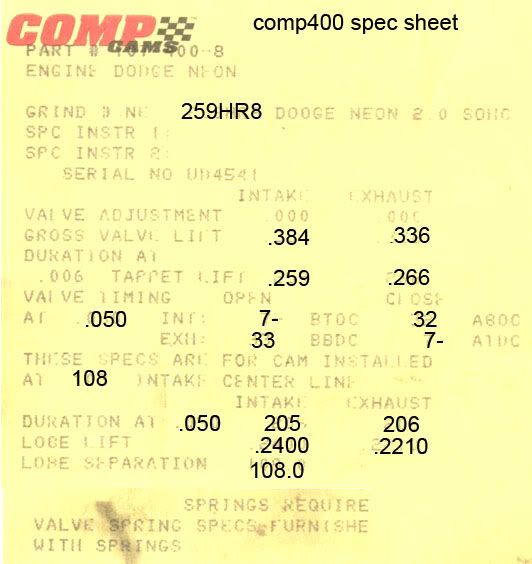 comp400 spec sheet
COMP
CAMS
PART # 400-8
ENGINE DODGE NEON
GRIND # NE 259HR8 DODGE NEON 2.0 SOHC
SPC INSTR 1:
SPC INSTR 2:
SERIAL NO UD4541
INTAKE EXHAUST
VALVE ADJUSTMENT .000 .000
GROSS VALVE LIFT .384 .336
DURATION AT
.006 TAPPET LIFT .259 .266
VALVE TIMING OPEN CLOSE
AT .050 INT: 7- BTDC 32 ABDC
EXH: 33 BBDC 7- ATDC
THESE SPECS ARE FOR CAM INSTALLED
AT 108 INTAKE CENTER LINE
INTAKE EXHAUST
DURATION AT .050 205 206
LOBE LIFT .2400 .2210
LOBE SEPARATION 108.0
SPRINGS REQUIRE
VALVE SPRING SPECS FURNISHE
WITH SPRINGS